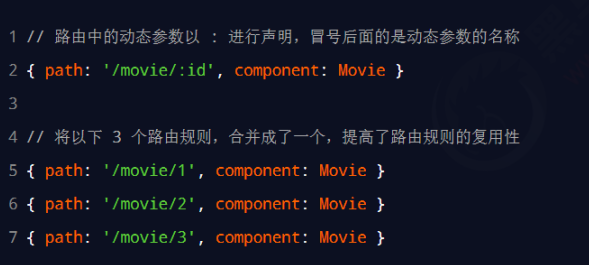 1 // 路由中的动态参数以 : 进行声明，冒号后面的是动态参数的名称
2 { path: '/movie/:id', component: Movie }
3
4 // 将以下 3 个路由规则，合并成了一个，提高了路由规则的复用性
5 { path: '/movie/1', component: Movie }
6 { path: '/movie/2', component: Movie }
7 { path: '/movie/3', component: Movie }